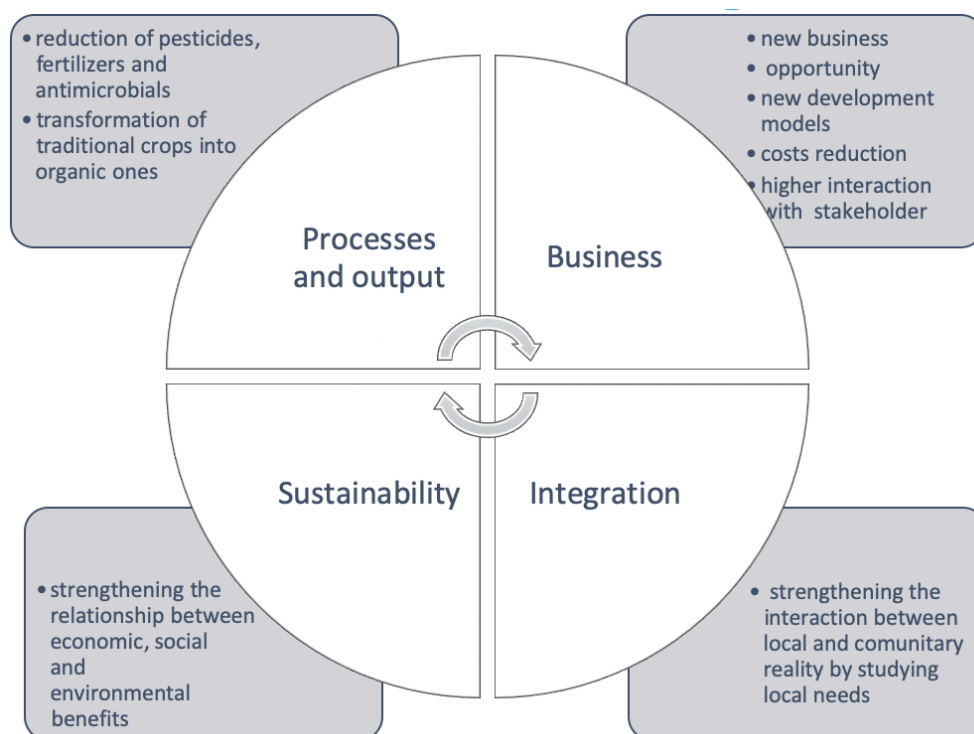 • reduction of pesticides,
fertilizers and
antimicrobials
• transformation of
traditional crops into
organic ones
• new business
• opportunity
• new development
models
• costs reduction
• higher interaction
with stakeholder
Processes
and output
Business
Sustainability
Integration
• strengthening the
relationship between
economic, social
and
environmental
benefits
• strengthening the
interaction between
local and comunitary
reality by studying
local needs